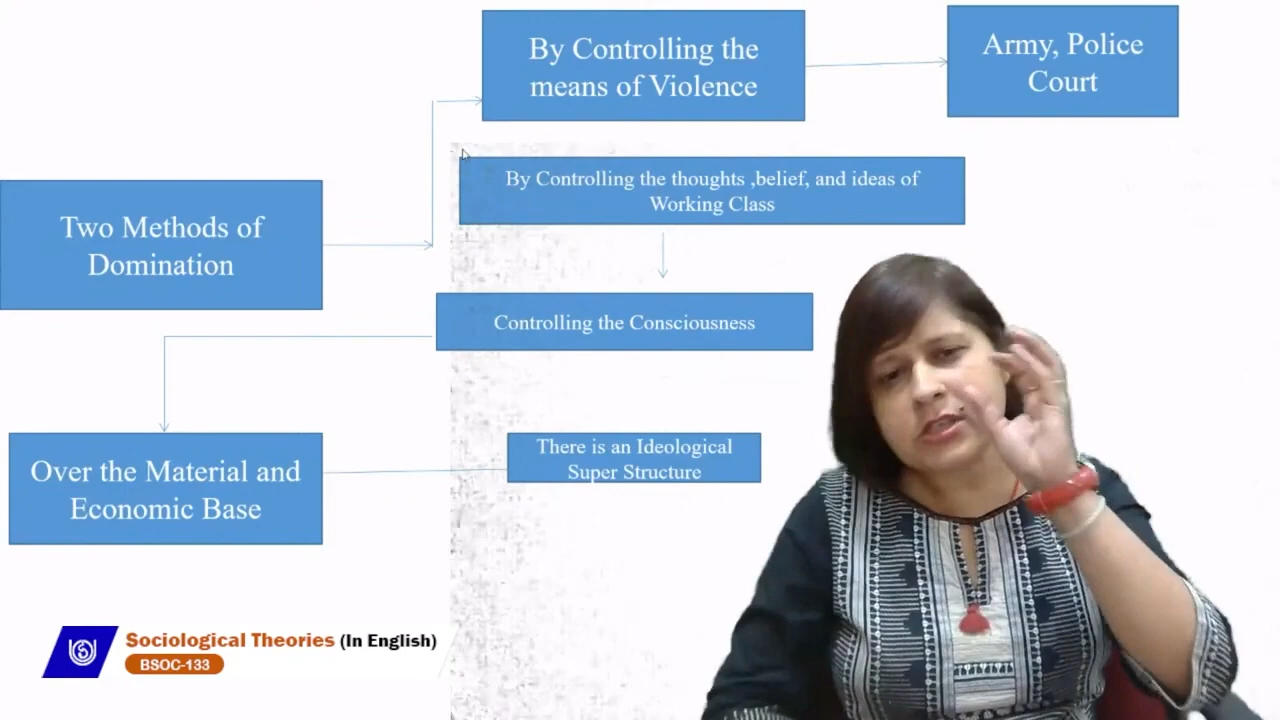 By Controlling the
means of Violence
Army, Police
Court
By Controlling the thoughts ,belief, and ideas of
Working Class
Two Methods of
Domination
Controlling the Consciousness
Over the Material and
Economic Base
There is an Ideological
Super Structure
Sociological Theories (In English)
BSOC-133